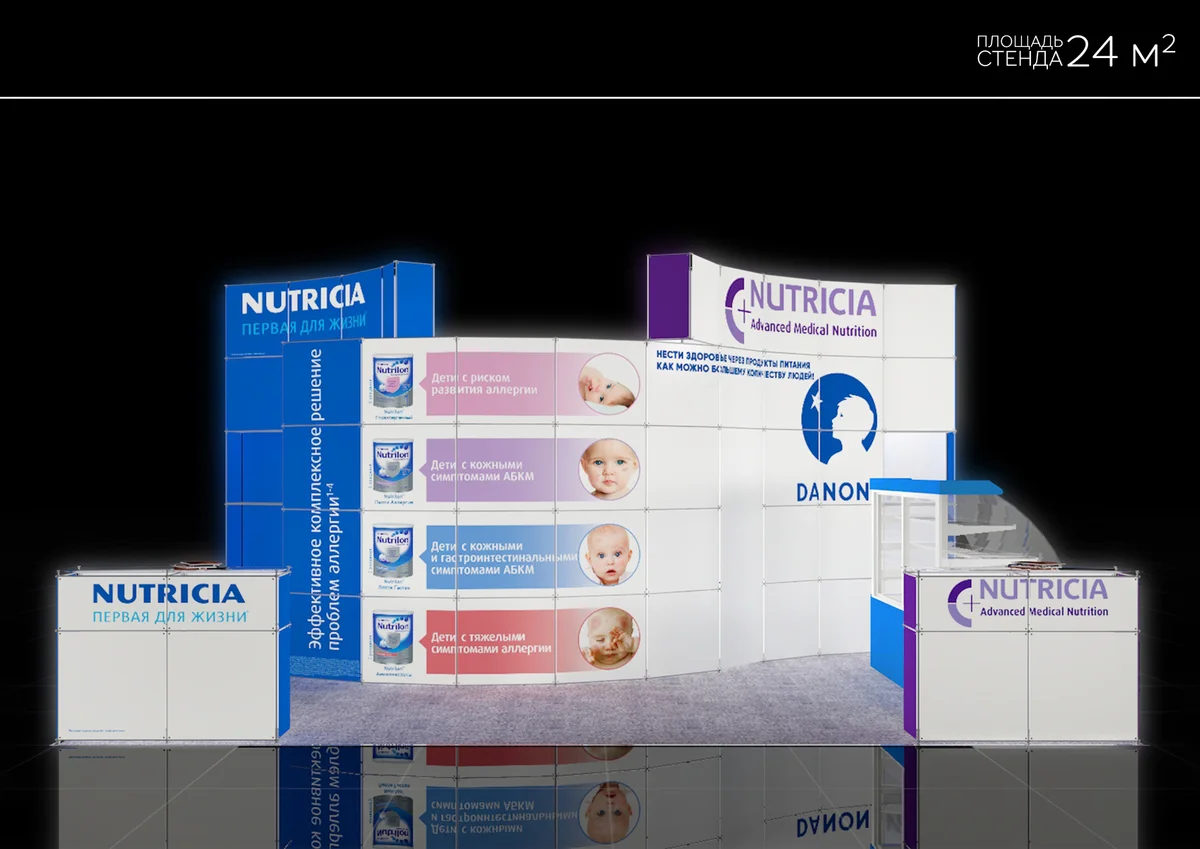 ПЛОЩАДЬ
СТЕНДА 24 м²
NUTRICIA
ПЕРВАЯ ДЛЯ ЖИЗНИ
NUTRICIA
Advanced Medical Nutrition
НЕСТИ ЗДОРОВЬЕ ЧЕРЕЗ ПРОДУКТЫ ПИТАНИЯ
КАК МОЖНО БОЛЬШЕМУ КОЛИЧЕСТВУ ЛЮДЕЙ!
DANON
Эффективное комплексное решение
проблем аллергии¹⁻⁴
Nutrilon
Дети с риском
развития аллергии
Nutrilon
Дети с кожными
симптомами АБКМ
Nutrilon
Дети с кожными
и гастроинтестинальными
симптомами АБКМ
Nutrilon
Дети с тяжелыми
симптомами аллергии
NUTRICIA
ПЕРВАЯ ДЛЯ ЖИЗНИ
NUTRICIA
Advanced Medical Nutrition